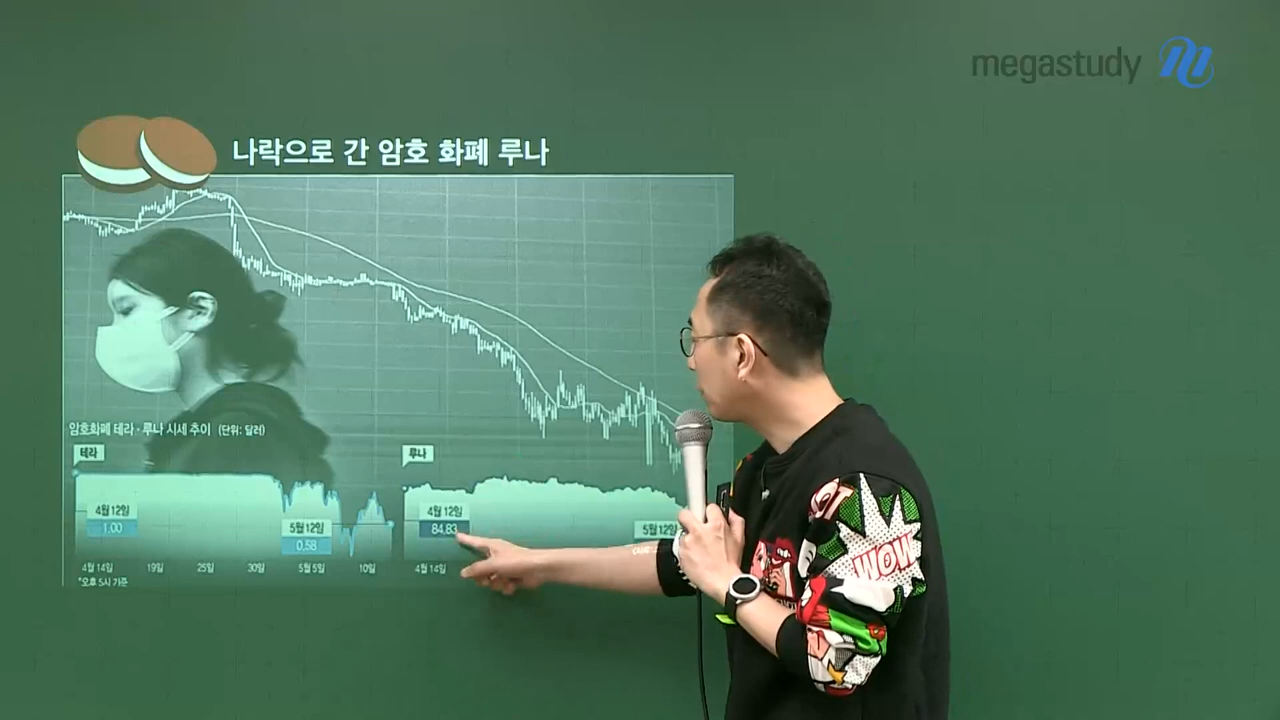 megastudy
나락으로 간 암호 화폐 루나
암호화폐 테라·루나 시세 추이 (단위: 달러)
테라
4월 12일
1.00
5월 12일
0.58
4월 14일 19일 25일 30일 5월 5일 10일
*오후 5시 기준
루나
4월 12일
84.83
5월 12일
4월 14일
WOW